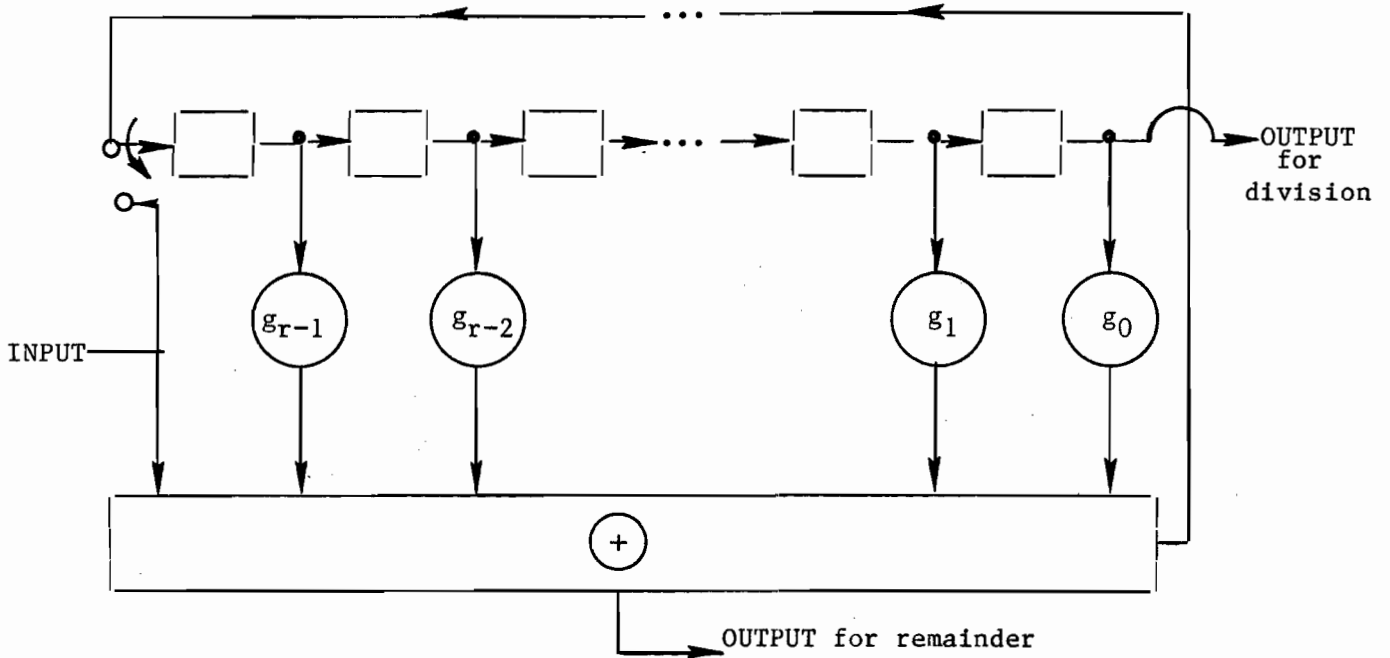 ...
...
OUTPUT
for
division
g_{r-1}
g_{r-2}
g_1
g_0
INPUT
+
OUTPUT for remainder